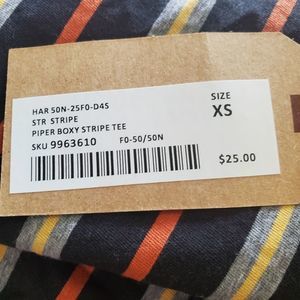 HAR 50N-25F0-D4S
STR STRIPE
PIPER BOXY STRIPE TEE
SKU 9963610
F0-50/50N
SIZE
XS
$25.00